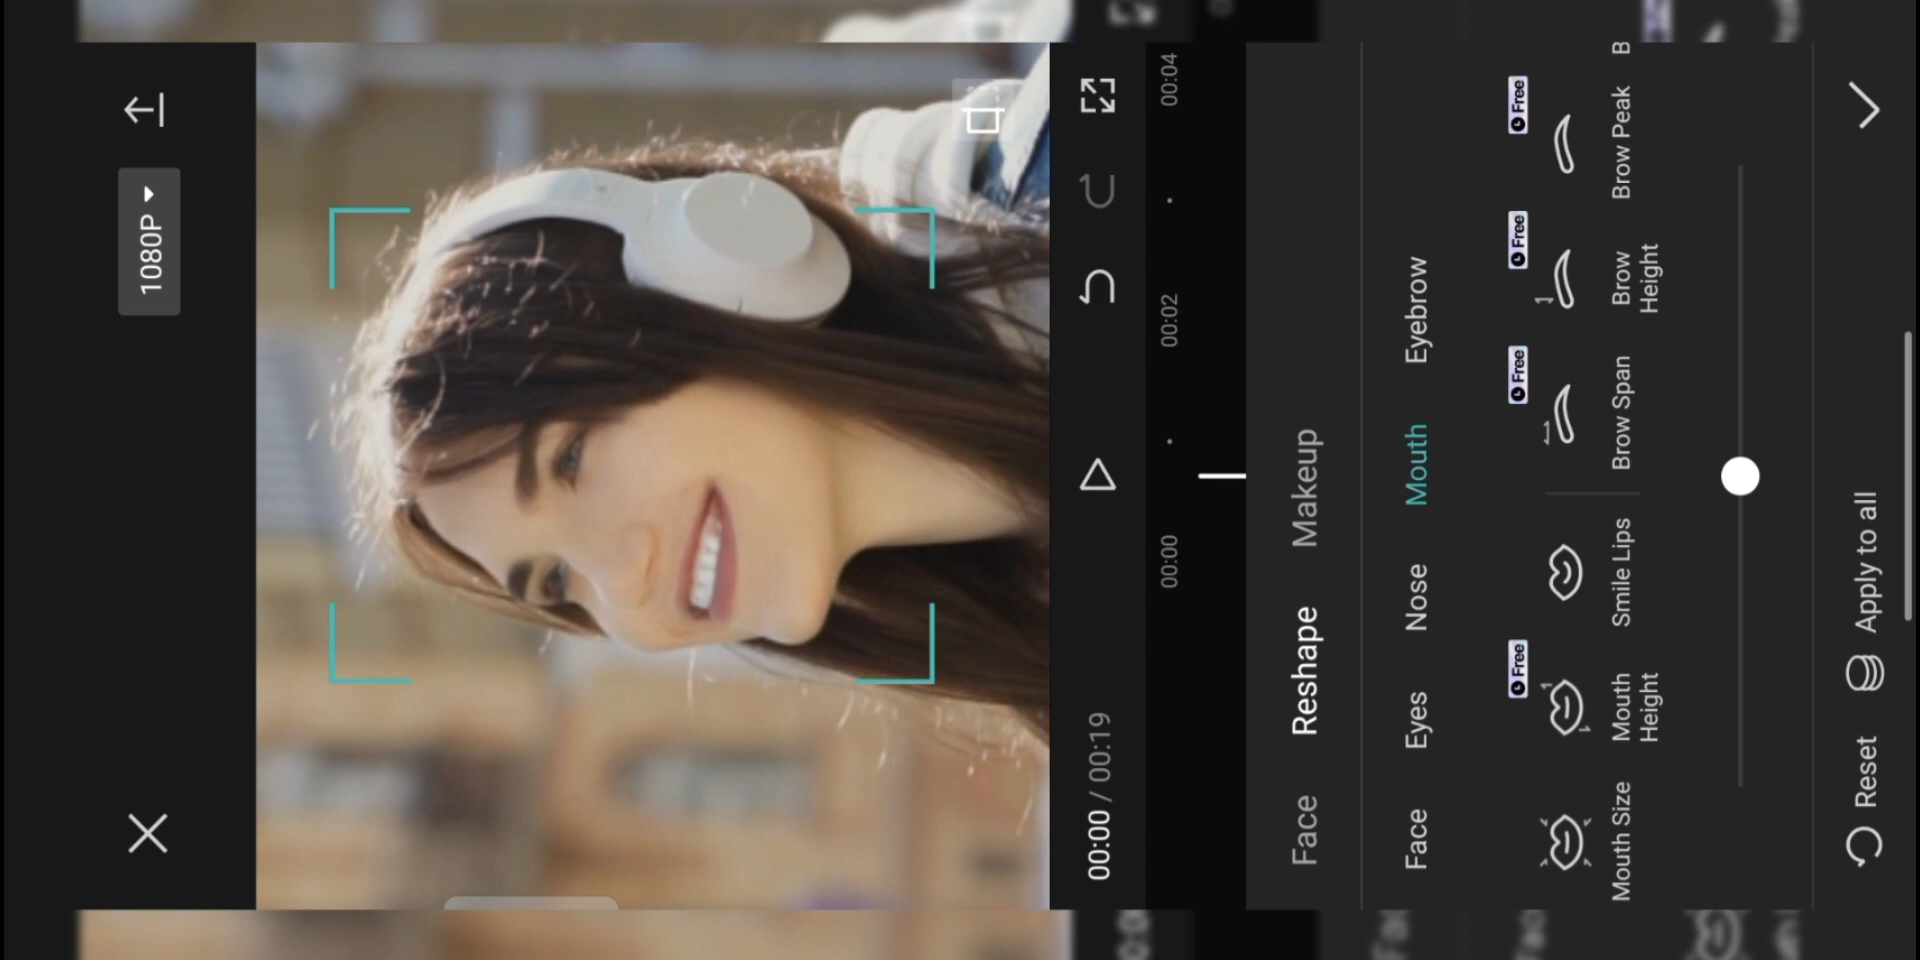 1080P
00:00 / 00:19
00:00
00:02
00:04
Face
Reshape
Makeup
Face
Eyes
Nose
Mouth
Eyebrow
Free
Free
Free
Free
Mouth Size
Mouth
Height
Smile Lips
Brow Span
Brow
Height
Brow Peak
B
Reset
Apply to all